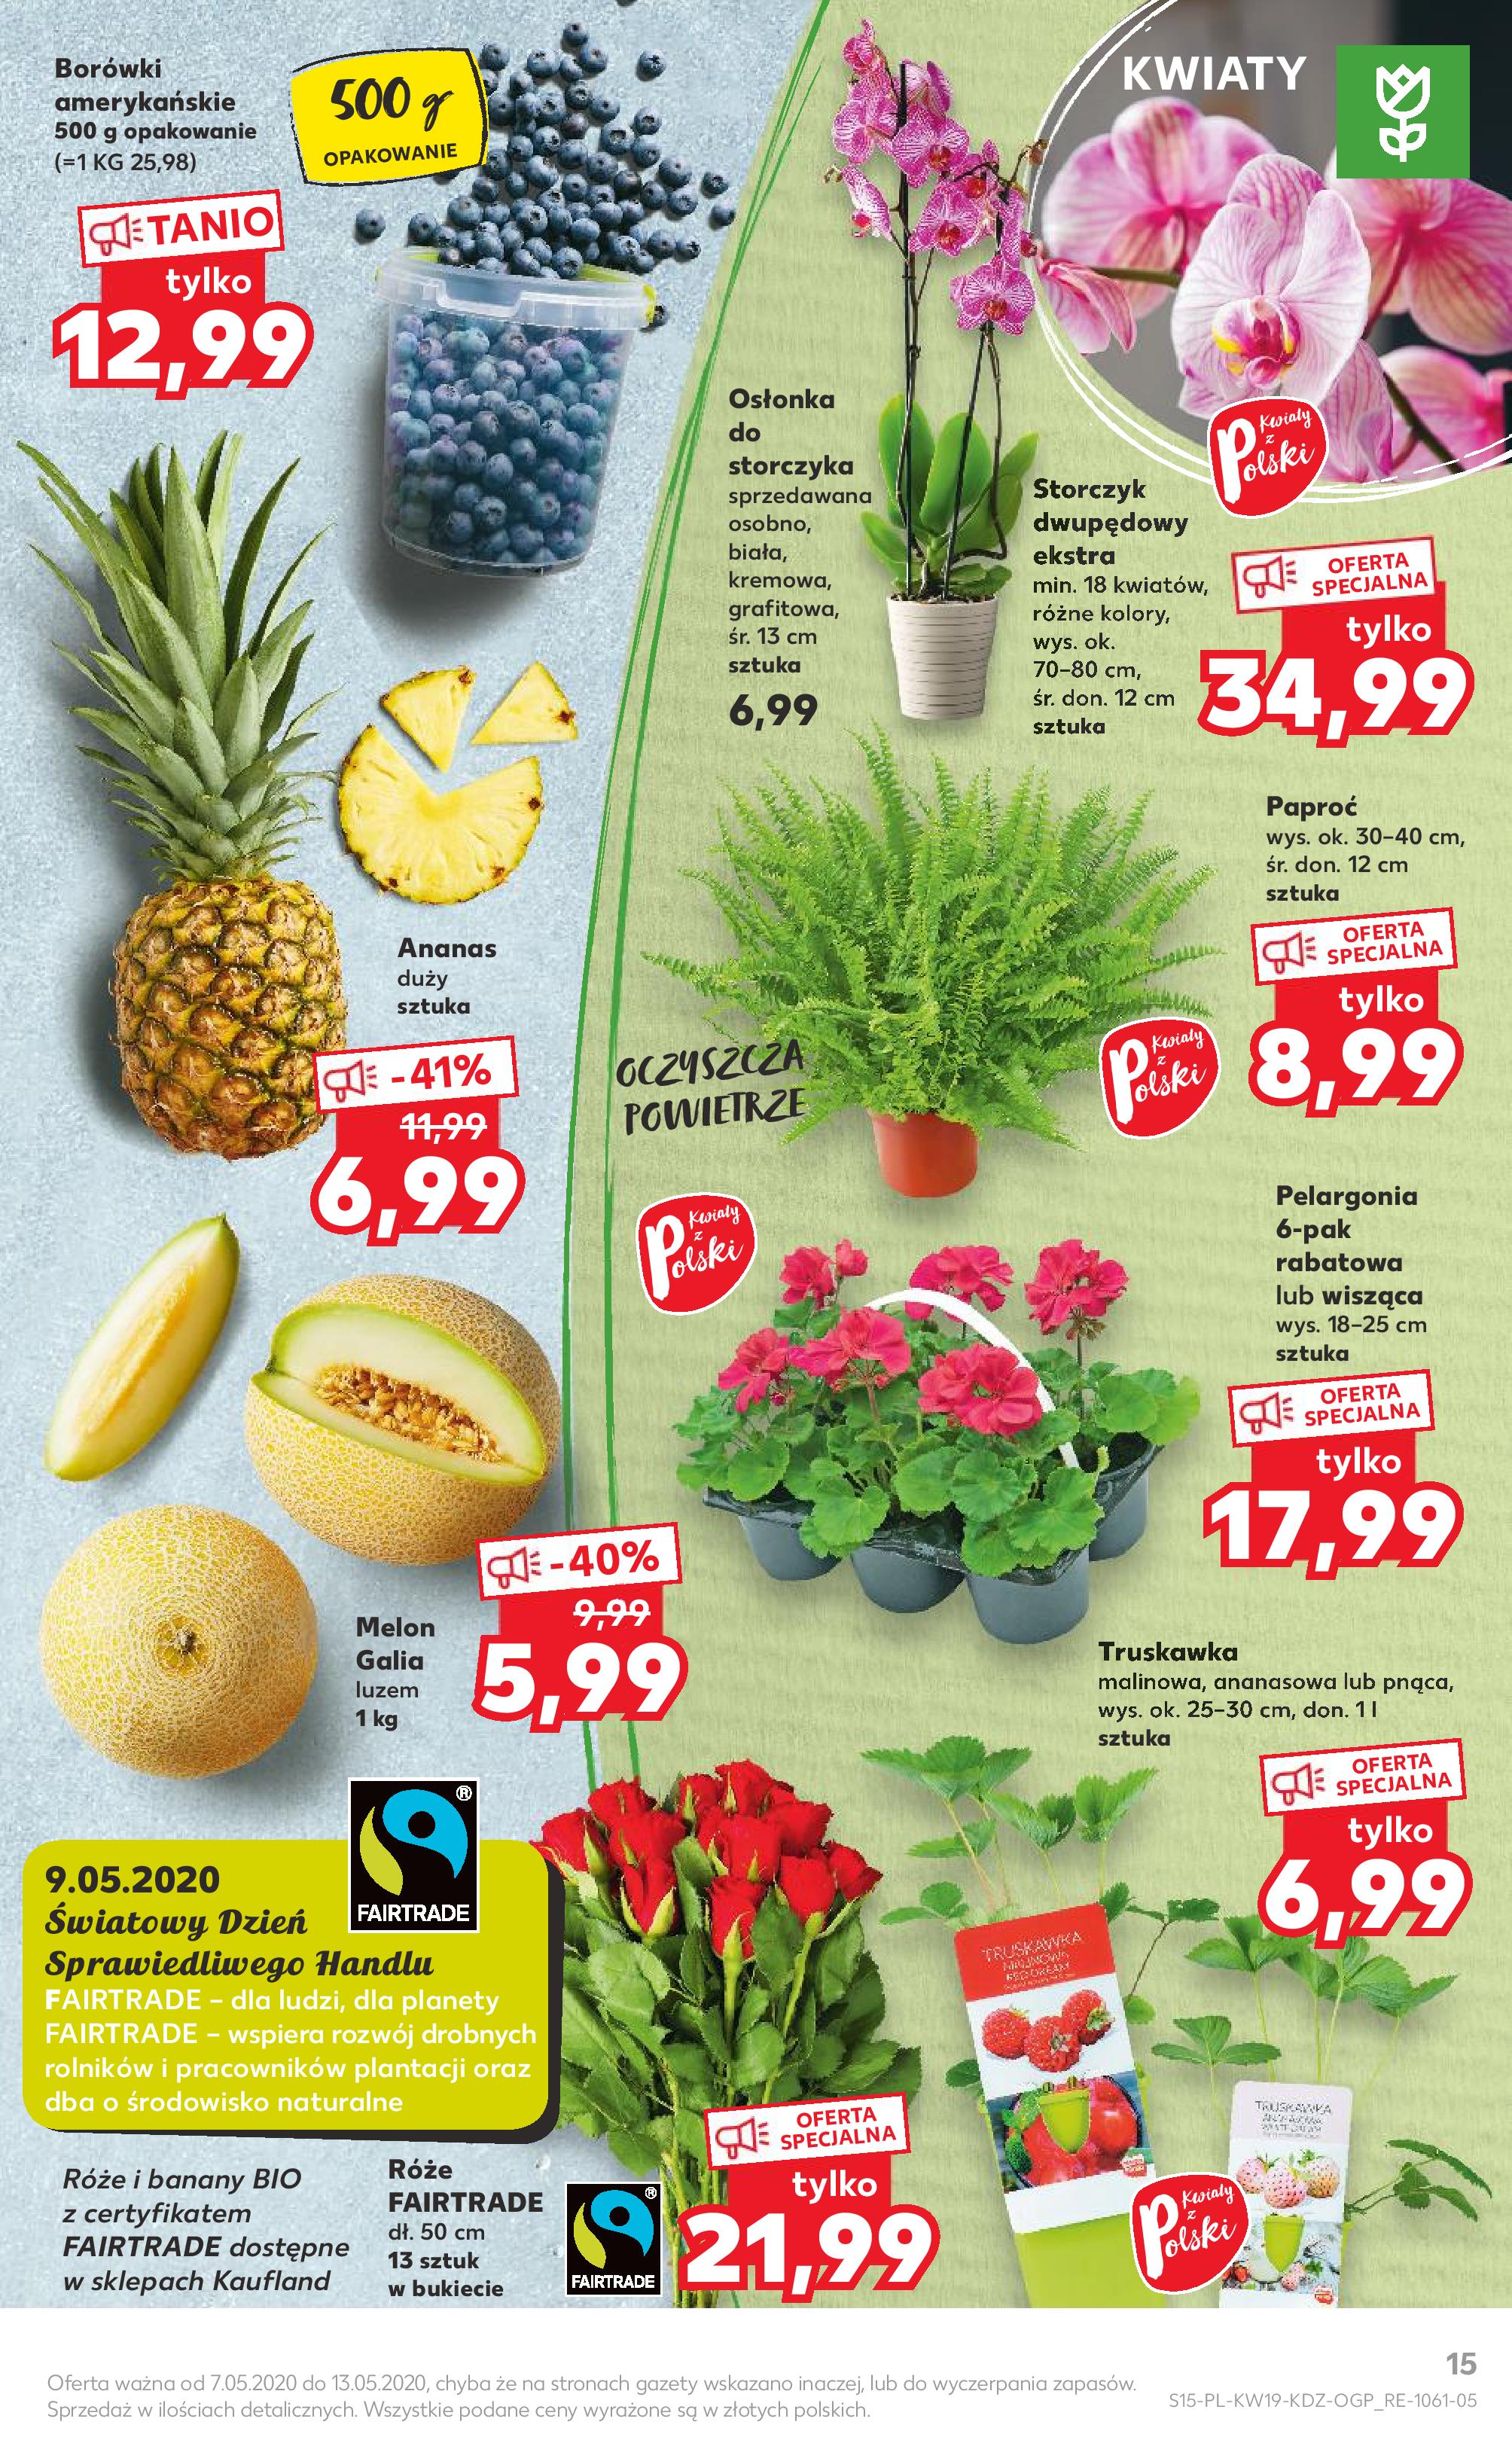 Borówki
amerykańskie
500 g opakowanie
(=1 KG 25,98)
500 g
OPAKOWANIE
TANIO
tylko
12,99
KWIATY
Osłonka
do
storczyka
sprzedawana
osobno,
biała,
kremowa,
grafitowa,
śr. 13 cm
sztuka
6,99
Kwiaty
z
Polski
Storczyk
dwupędowy
ekstra
min. 18 kwiatów,
różne kolory,
wys. ok.
70–80 cm,
śr. don. 12 cm
sztuka
OFERTA
SPECJALNA
tylko
34,99
Ananas
duży
sztuka
-41%
11,99
6,99
Paproć
wys. ok. 30–40 cm,
śr. don. 12 cm
sztuka
OFERTA
SPECJALNA
tylko
8,99
OCZYSZCZA
POWIETRZE
Kwiaty
z
Polski
Kwiaty
z
Polski
Pelargonia
6-pak
rabatowa
lub wisząca
wys. 18–25 cm
sztuka
OFERTA
SPECJALNA
tylko
17,99
Melon
Galia
luzem
1 kg
-40%
9,99
5,99
Truskawka
malinowa, ananasowa lub pnąca,
wys. ok. 25–30 cm, don. 1 l
sztuka
OFERTA
SPECJALNA
tylko
6,99
TRUSKAWKA
MALINOWA
TRUSKAWKA
ANANASOWA
Kwiaty
z
Polski
®
FAIRTRADE
9.05.2020
Światowy Dzień
Sprawiedliwego Handlu
FAIRTRADE – dla ludzi, dla planety
FAIRTRADE – wspiera rozwój drobnych
rolników i pracowników plantacji oraz
dba o środowisko naturalne
Róże i banany BIO
z certyfikatem
FAIRTRADE dostępne
w sklepach Kaufland
Róże
FAIRTRADE
dł. 50 cm
13 sztuk
w bukiecie
®
FAIRTRADE
OFERTA
SPECJALNA
tylko
21,99
Oferta ważna od 7.05.2020 do 13.05.2020, chyba że na stronach gazety wskazano inaczej, lub do wyczerpania zapasów.
Sprzedaż w ilościach detalicznych. Wszystkie podane ceny wyrażone są w złotych polskich.
15
S15-PL-KW19-KDZ-OGP_RE-1061-05